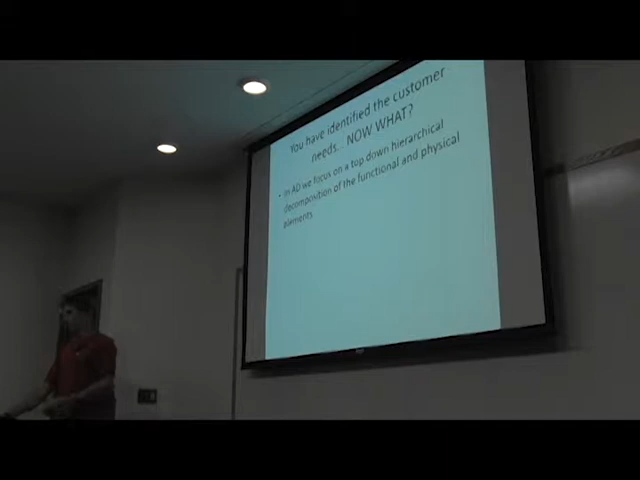 You have identified the customer
needs... NOW WHAT?
• In AD we focus on a top down hierarchical
decomposition of the functional and physical
elements